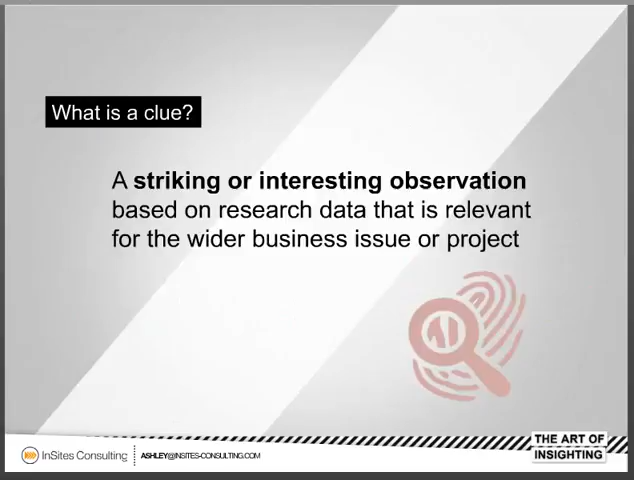 What is a clue?
A striking or interesting observation
based on research data that is relevant
for the wider business issue or project
InSites Consulting
ASHLEY@INSITES-CONSULTING.COM
THE ART OF
INSIGHTING